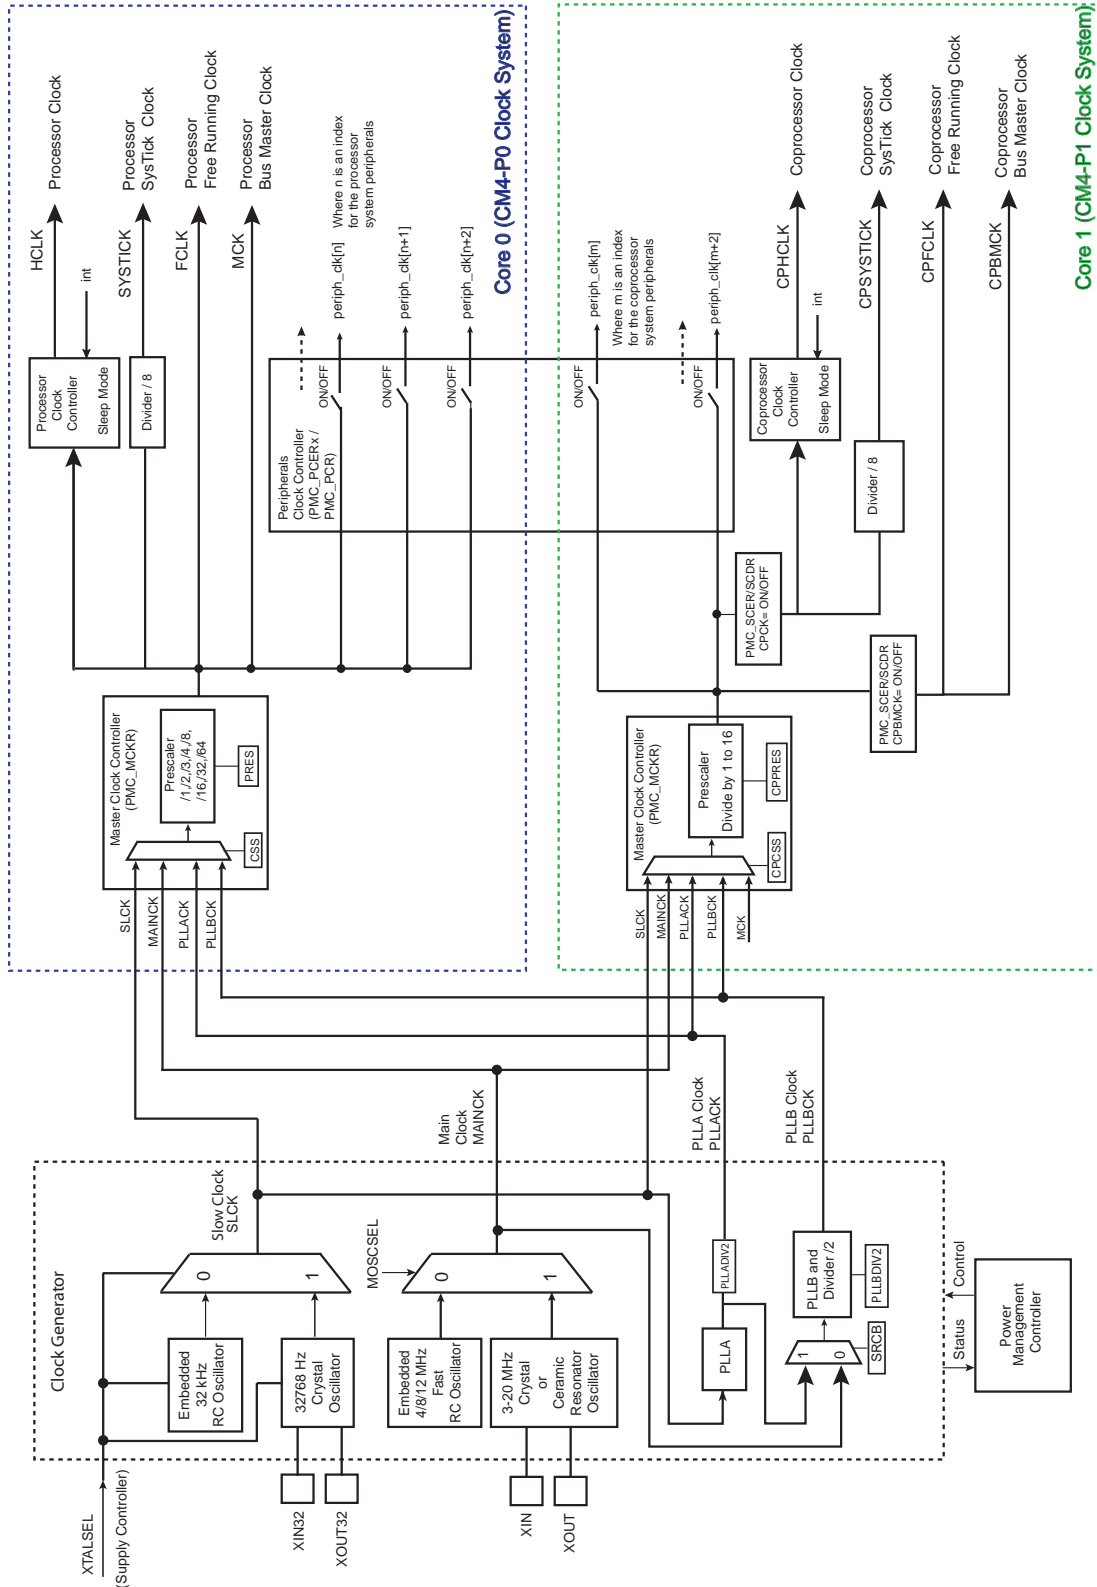 HCLK
Processor Clock
int
Processor
Clock
Controller
Sleep Mode
SYSTICK
Processor
SysTick Clock
Divider / 8
FCLK
Processor
Free Running Clock
MCK
Processor
Bus Master Clock
Peripherals
Clock Controller
(PMC_PCERx /
PMC_PCR)
ON/OFF
periph_clk[n]
Where n is an index
for the processor
system peripherals
ON/OFF
periph_clk[n+1]
ON/OFF
periph_clk[n+2]
Core 0 (CM4-P0 Clock System)
ON/OFF
periph_clk[m]
Where m is an index
for the coprocessor
system peripherals
ON/OFF
periph_clk[m+2]
CPHCLK
Coprocessor Clock
int
Coprocessor
Clock
Controller
Sleep Mode
CPSYSTICK
Coprocessor
SysTick Clock
Divider / 8
CPFCLK
Coprocessor
Free Running Clock
CPBMCK
Coprocessor
Bus Master Clock
Core 1 (CM4-P1 Clock System)
PMC_SCER/SCDR
CPCK= ON/OFF
PMC_SCER/SCDR
CPBMCK= ON/OFF
Master Clock Controller
(PMC_MCKR)
Prescaler
/1,/2,/3,/4,/8,
/16,/32,/64
PRES
CSS
SLCK
MAINCK
PLLACK
PLLBCK
Master Clock Controller
(PMC_MCKR)
Prescaler
Divide by 1 to 16
CPPRES
CPCSS
SLCK
MAINCK
PLLACK
PLLBCK
MCK
Clock Generator
Slow Clock
SLCK
Main
Clock
MAINCK
PLLA Clock
PLLACK
PLLB Clock
PLLBCK
0
1
MOSCSEL
0
1
PLLADIV2
PLLB and
Divider /2
PLLBDIV2
PLLA
1
0
SRCB
Embedded
32 kHz
RC Oscillator
32768 Hz
Crystal
Oscillator
Embedded
4/8/12 MHz
Fast
RC Oscillator
3-20 MHz
Crystal
or
Ceramic
Resonator
Oscillator
XTALSEL
(Supply Controller)
XIN32
XOUT32
XIN
XOUT
Status
Control
Power
Management
Controller